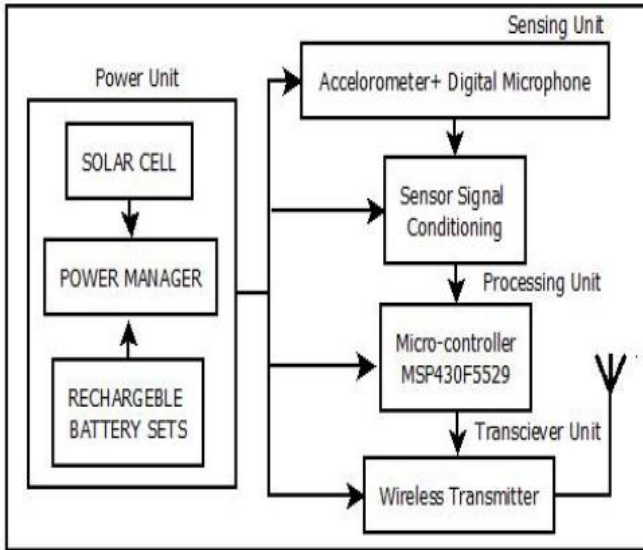 Sensing Unit
Accelorometer+ Digital Microphone
Power Unit
SOLAR CELL
POWER MANAGER
RECHARGEBLE
BATTERY SETS
Sensor Signal
Conditioning
Processing Unit
Micro-controller
MSP430F5529
Transciever Unit
Wireless Transmitter